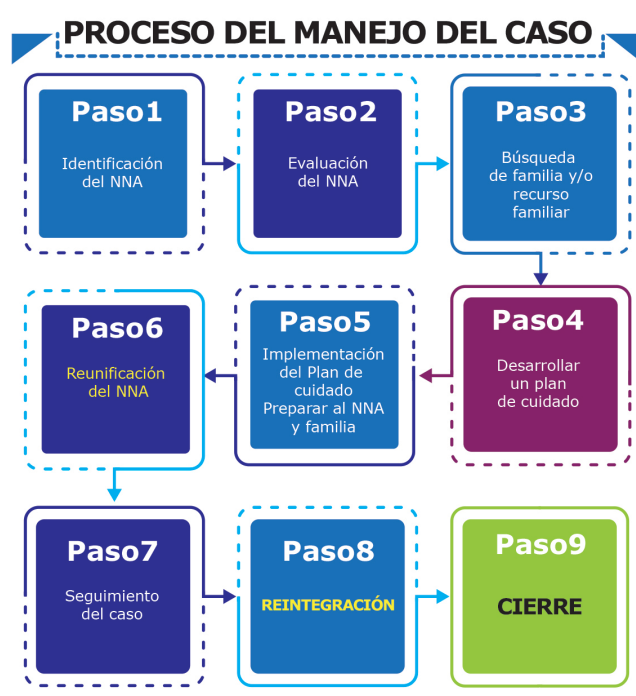 PROCESO DEL MANEJO DEL CASO
Paso1
Identificación
del NNA
Paso2
Evaluación
del NNA
Paso3
Búsqueda
de familia y/o
recurso
familiar
Paso4
Desarrollar
un plan
de cuidado
Paso5
Implementación
del Plan de
cuidado
Preparar al NNA
y familia
Paso6
Reunificación
del NNA
Paso7
Seguimiento
del caso
Paso8
REINTEGRACIÓN
Paso9
CIERRE